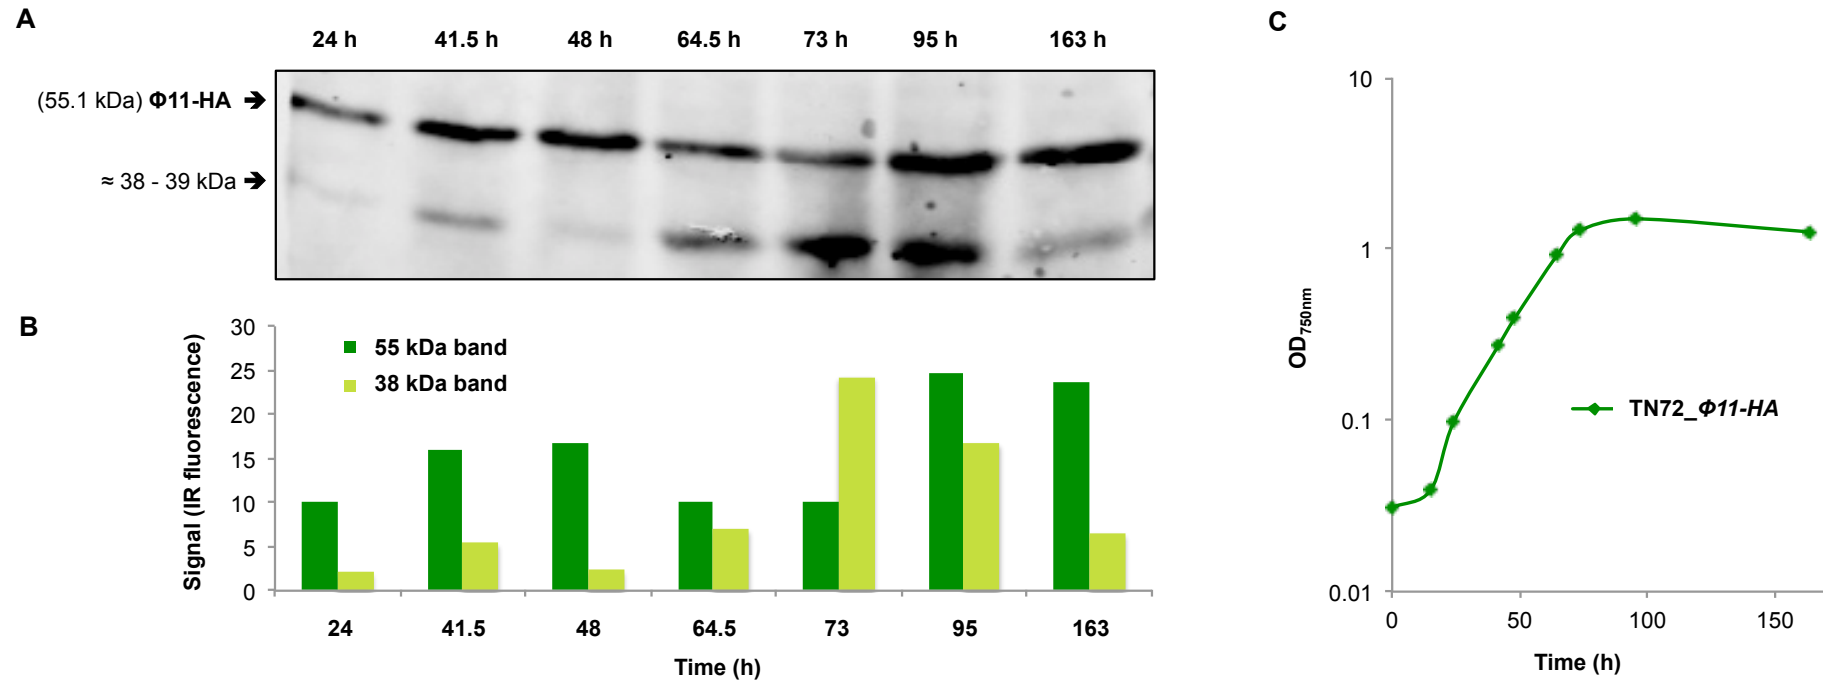 A
24 h 41.5 h 48 h 64.5 h 73 h 95 h 163 h
(55.1 kDa) Φ11-HA ➔
≈ 38 - 39 kDa ➔
B
Signal (IR fluorescence)
30
25
20
15
10
5
0
55 kDa band
38 kDa band
24 41.5 48 64.5 73 95 163
Time (h)
C
OD750nm
10
1
0.1
0.01
TN72_Φ11-HA
0 50 100 150
Time (h)